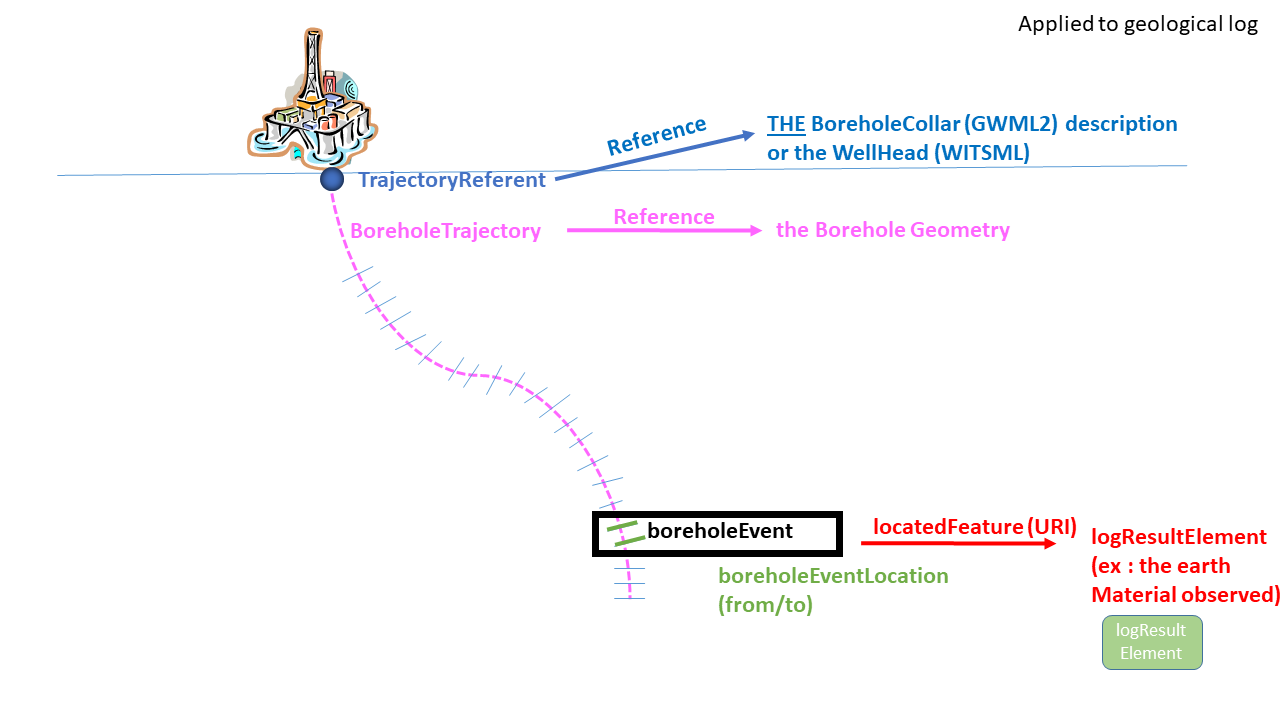 Applied to geological log
Reference
THE BoreholeCollar (GWML2) description
or the WellHead (WITSML)
TrajectoryReferent
Reference
BoreholeTrajectory
the Borehole Geometry
boreholeEvent
locatedFeature (URI)
logResultElement
(ex : the earth
Material observed)
boreholeEventLocation
(from/to)
logResult
Element